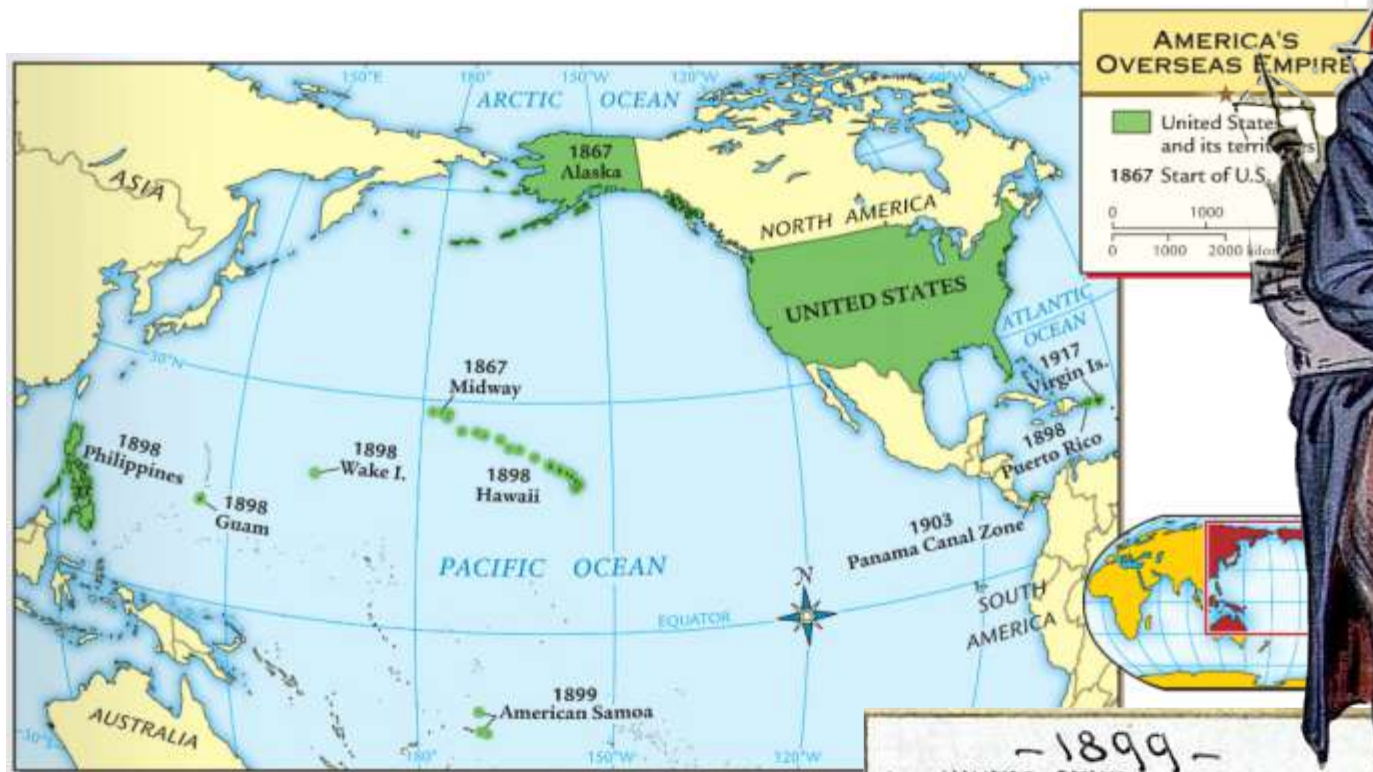 AMERICA'S
OVERSEAS EMPIRE
United States
and its territories
1867 Start of U.S.
0 1000
0 1000 2000
150°E 180° 150°W 120°W 60°W
ARCTIC OCEAN
1867
Alaska
ASIA
NORTH AMERICA
UNITED STATES
ATLANTIC
OCEAN
30°N
1867
Midway
1917
Virgin Is.
1898
Philippines
1898
Wake I.
1898
Hawaii
1898
Puerto Rico
1898
Guam
1903
Panama Canal Zone
PACIFIC OCEAN
N
EQUATOR
SOUTH
AMERICA
1899
American Samoa
AUSTRALIA
180° 150°W 120°W
-1899-